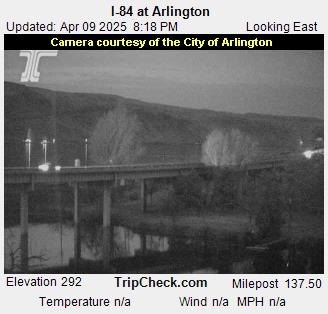 I-84 at Arlington
Updated: Apr 09 2025 8:18 PM Looking East
Camera courtesy of the City of Arlington
Elevation 292 TripCheck.com Milepost 137.50
Temperature n/a Wind n/a MPH n/a